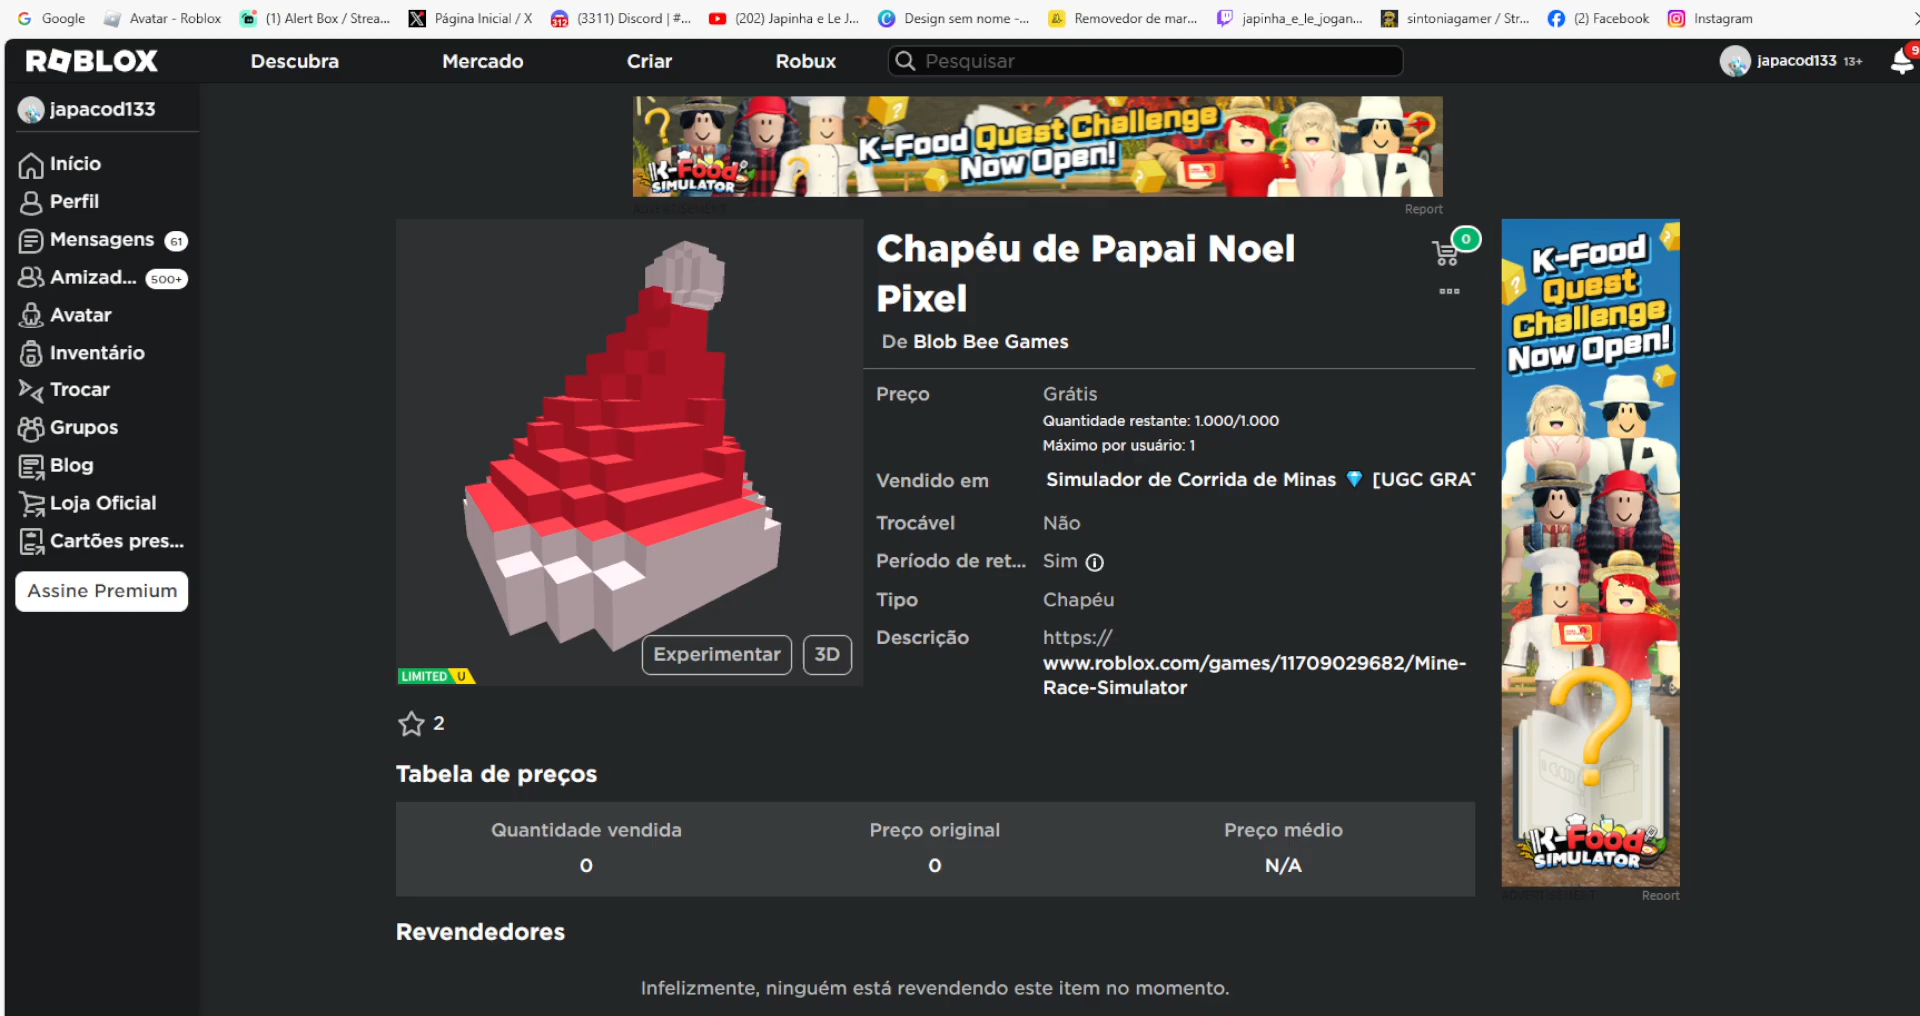 Google Avatar - Roblox (1) Alert Box / Strea... Página Inicial / X (3311) Discord | #... (202) Japinha e Le J... Design sem nome -... Removedor de mar... japinha_e_le_jogan... sintoniagamer / Str... (2) Facebook Instagram
ROBLOX Descubra Mercado Criar Robux Pesquisar japacod133 13+ 9
japacod133
Início
Perfil
Mensagens 61
Amizad... 500+
Avatar
Inventário
Trocar
Grupos
Blog
Loja Oficial
Cartões pres...
Assine Premium
K-Food SIMULATOR
K-Food Quest Challenge
Now Open!
ADVERTISEMENT Report
LIMITED U
Experimentar 3D
2
Chapéu de Papai Noel
Pixel
0
De Blob Bee Games
Preço Grátis
Quantidade restante: 1.000/1.000
Máximo por usuário: 1
Vendido em Simulador de Corrida de Minas 💎 [UGC GRAT
Trocável Não
Período de ret... Sim
Tipo Chapéu
Descrição https://
www.roblox.com/games/11709029682/Mine-
Race-Simulator
Tabela de preços
Quantidade vendida Preço original Preço médio
0 0 N/A
Revendedores
Infelizmente, ninguém está revendendo este item no momento.
K-Food
Quest
Challenge
Now Open!
K-Food
SIMULATOR
ADVERTISEMENT Report